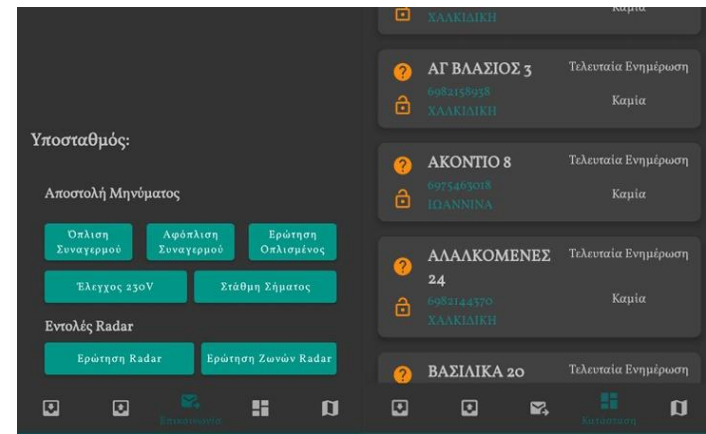 Υποσταθμός:
Αποστολή Μηνύματος
Όπλιση
Συναγερμού
Αφόπλιση
Συναγερμού
Ερώτηση
Οπλισμένος
Έλεγχος 230V
Στάθμη Σήματος
Εντολές Radar
Ερώτηση Radar
Ερώτηση Ζωνών Radar
Επικοινωνία
ΧΑΛΚΙΔΙΚΗ
Καμία
ΑΓ ΒΛΑΣΙΟΣ 3
Τελευταία Ενημέρωση
6982158938
Καμία
ΧΑΛΚΙΔΙΚΗ
ΑΚΟΝΤΙΟ 8
Τελευταία Ενημέρωση
6975463018
Καμία
ΙΩΑΝΝΙΝΑ
ΑΛΑΛΚΟΜΕΝΕΣ
24
Τελευταία Ενημέρωση
6982144370
Καμία
ΧΑΛΚΙΔΙΚΗ
ΒΑΣΙΛΙΚΑ 20
Τελευταία Ενημέρωση
Κατάσταση